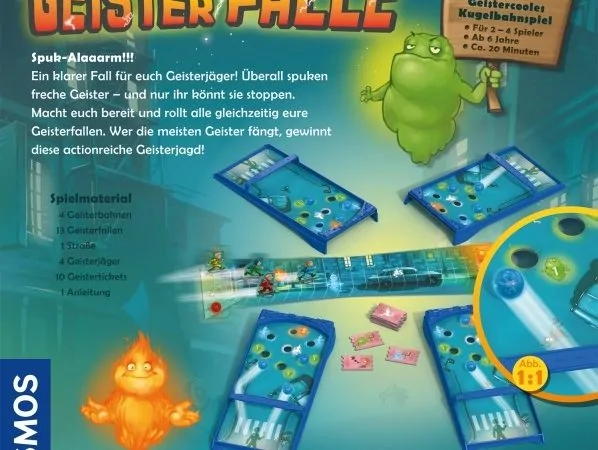 GEISTER FALLE
Geistercooles
Kugelbahnspiel
• Für 2 – 4 Spieler
• Ab 6 Jahre
• Ca. 20 Minuten
Spuk-Alaaarm!!!
Ein klarer Fall für euch Geisterjäger! Überall spuken
freche Geister – und nur ihr könnt sie stoppen.
Macht euch bereit und rollt alle gleichzeitig eure
Geisterfallen. Wer die meisten Geister fängt, gewinnt
diese actionreiche Geisterjagd!
Spielmaterial
4 Geisterbahnen
13 Geisterfallen
1 Straße
4 Geisterjäger
10 Geistertickets
1 Anleitung
Abb.
1:1
SMOS